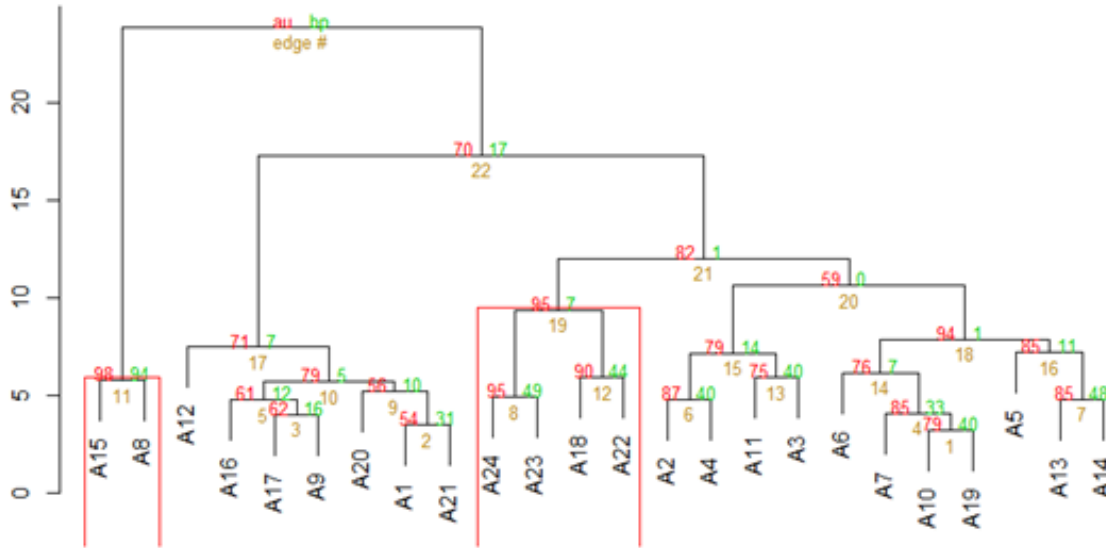 au hp
edge #
20
70 17
22
15
82 1
21
59 0
20
10
95 7
19
94 1
18
71 7
17
79 14
15
85 11
16
98 94
11
79 5
10
90 44
12
75 40
13
76 7
14
5
61 12
5
56 10
9
95 49
8
87 40
6
85 48
7
62 16
3
85 33
4
54 31
2
79 40
1
0
A15
A8
A12
A16
A17
A9
A20
A1
A21
A24
A23
A18
A22
A2
A4
A11
A3
A6
A7
A10
A19
A5
A13
A14